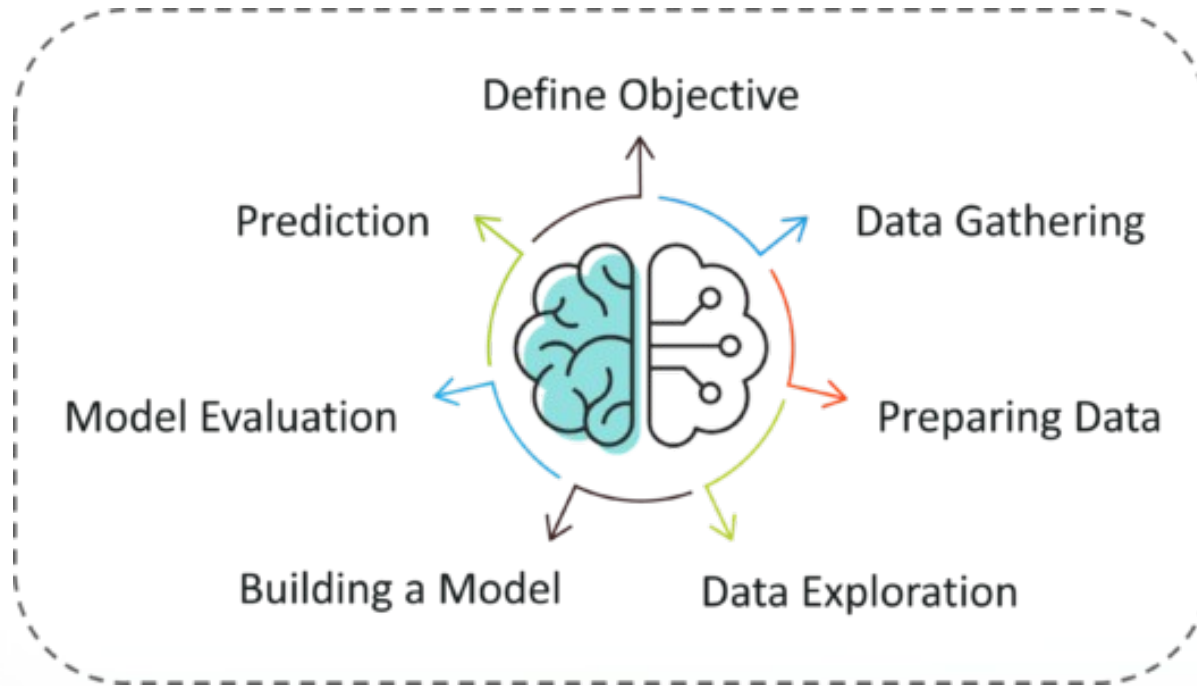 Define Objective
Prediction
Data Gathering
Model Evaluation
Preparing Data
Building a Model
Data Exploration